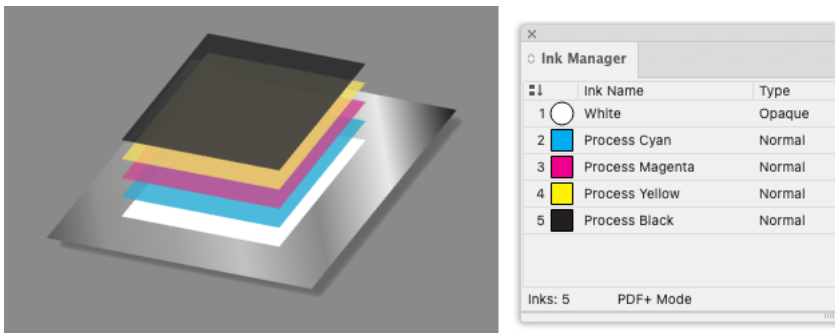 Ink Manager
Ink Name Type
1 White Opaque
2 Process Cyan Normal
3 Process Magenta Normal
4 Process Yellow Normal
5 Process Black Normal
Inks: 5 PDF+ Mode